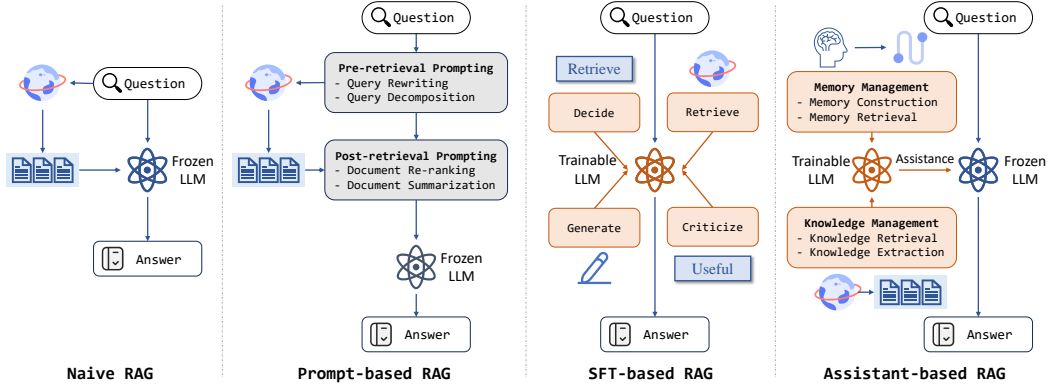 Question
Frozen
LLM
Answer
Naive RAG
Question
Pre-retrieval Prompting
- Query Rewriting
- Query Decomposition
Post-retrieval Prompting
- Document Re-ranking
- Document Summarization
Frozen
LLM
Answer
Prompt-based RAG
Question
Retrieve
Decide
Retrieve
Trainable
LLM
Generate
Criticize
Useful
Answer
SFT-based RAG
Question
Memory Management
- Memory Construction
- Memory Retrieval
Trainable
LLM
Assistance
Frozen
LLM
Knowledge Management
- Knowledge Retrieval
- Knowledge Extraction
Answer
Assistant-based RAG